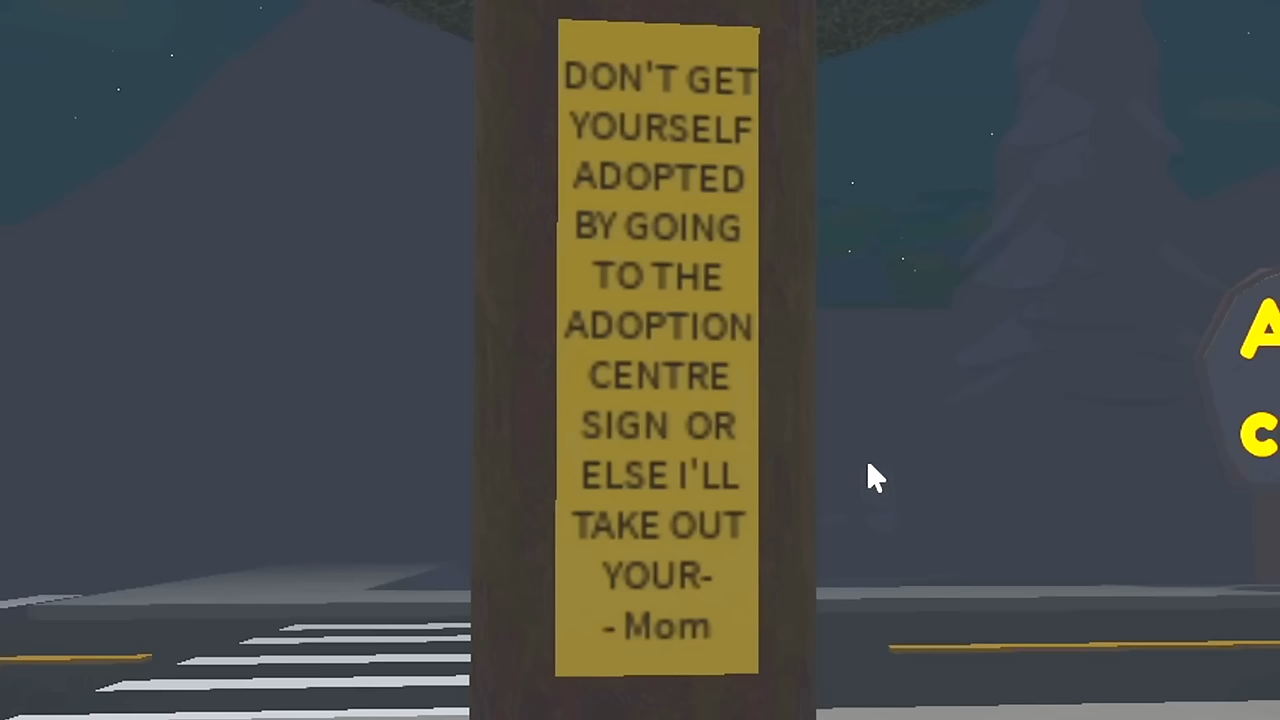 DON'T GET
YOURSELF
ADOPTED
BY GOING
TO THE
ADOPTION
CENTRE
SIGN  OR
ELSE I'LL
TAKE OUT
YOUR-
- Mom
A
C